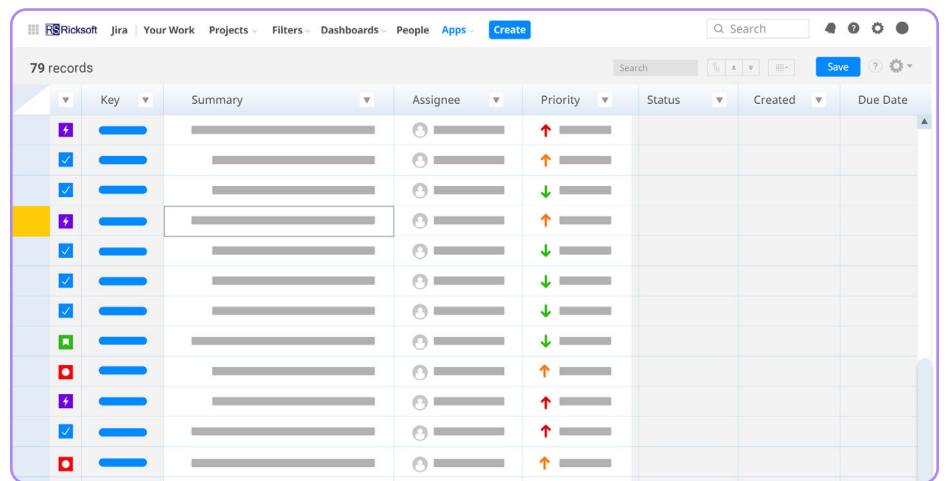 RS Ricksoft Jira Your Work Projects Filters Dashboards People Apps Create Search
79 records Search Save ?
Key Summary Assignee Priority Status Created Due Date